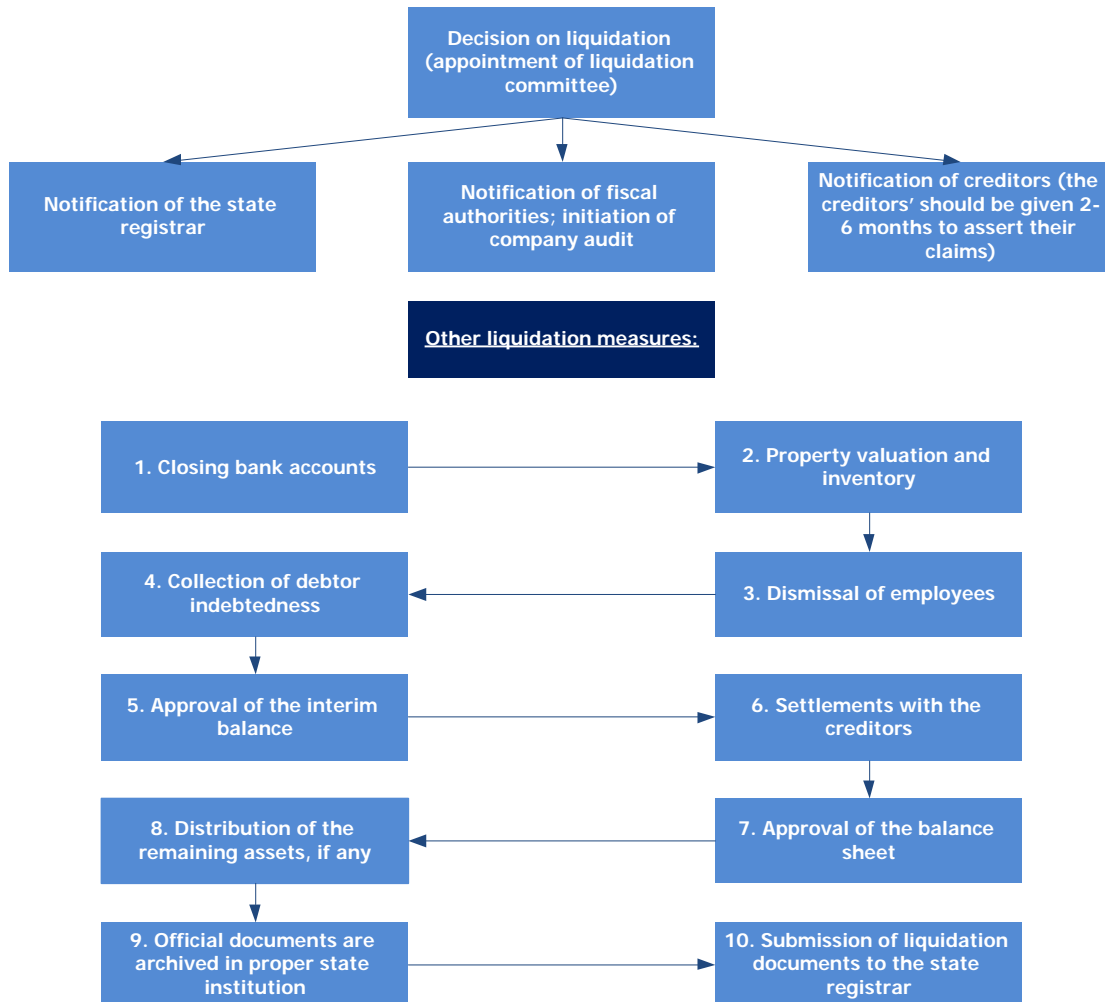 Decision on liquidation
(appointment of liquidation
committee)
Notification of the state
registrar
Notification of fiscal
authorities; initiation of
company audit
Notification of creditors (the
creditors’ should be given 2-
6 months to assert their
claims)
Other liquidation measures:
1. Closing bank accounts
2. Property valuation and
inventory
3. Dismissal of employees
4. Collection of debtor
indebtedness
5. Approval of the interim
balance
6. Settlements with the
creditors
7. Approval of the balance
sheet
8. Distribution of the
remaining assets, if any
9. Official documents are
archived in proper state
institution
10. Submission of liquidation
documents to the state
registrar